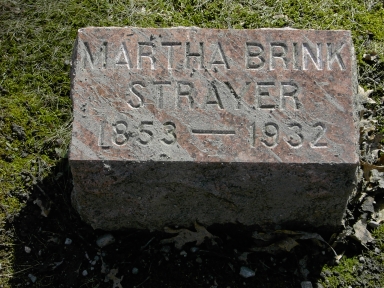 MARTHA BRINK
STRAYER
1853 — 1932